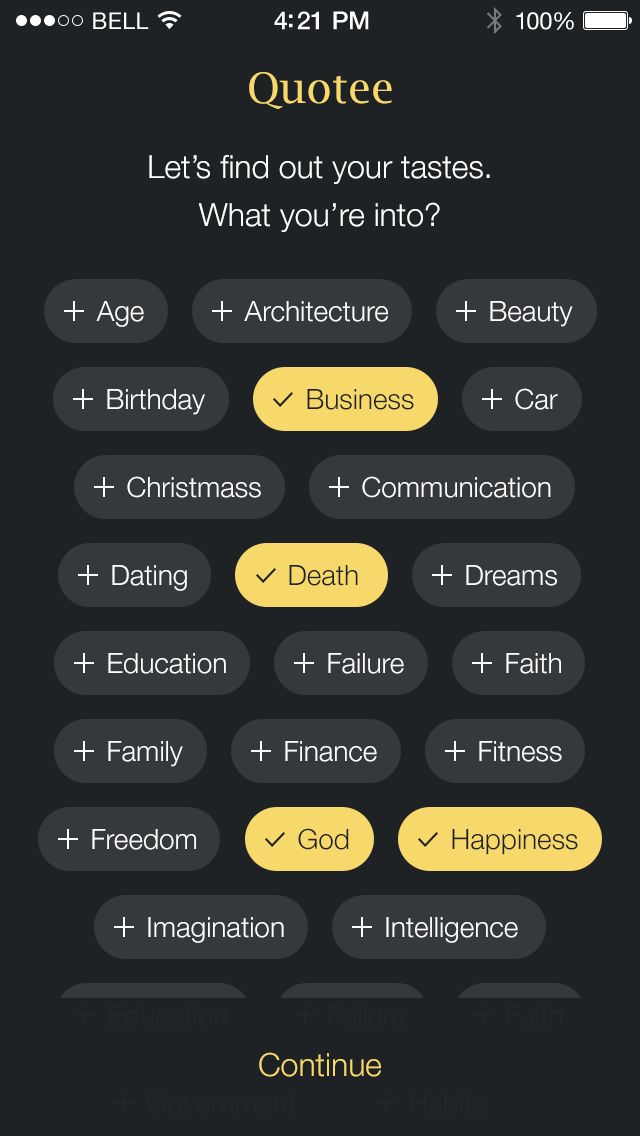 BELL 4:21 PM 100%
Quotee
Let's find out your tastes.
What you're into?
+ Age + Architecture + Beauty
+ Birthday ✓ Business + Car
+ Christmass + Communication
+ Dating ✓ Death + Dreams
+ Education + Failure + Faith
+ Family + Finance + Fitness
+ Freedom ✓ God ✓ Happiness
+ Imagination + Intelligence
+ Education + Failure + Faith
Continue
+ Government + Habits